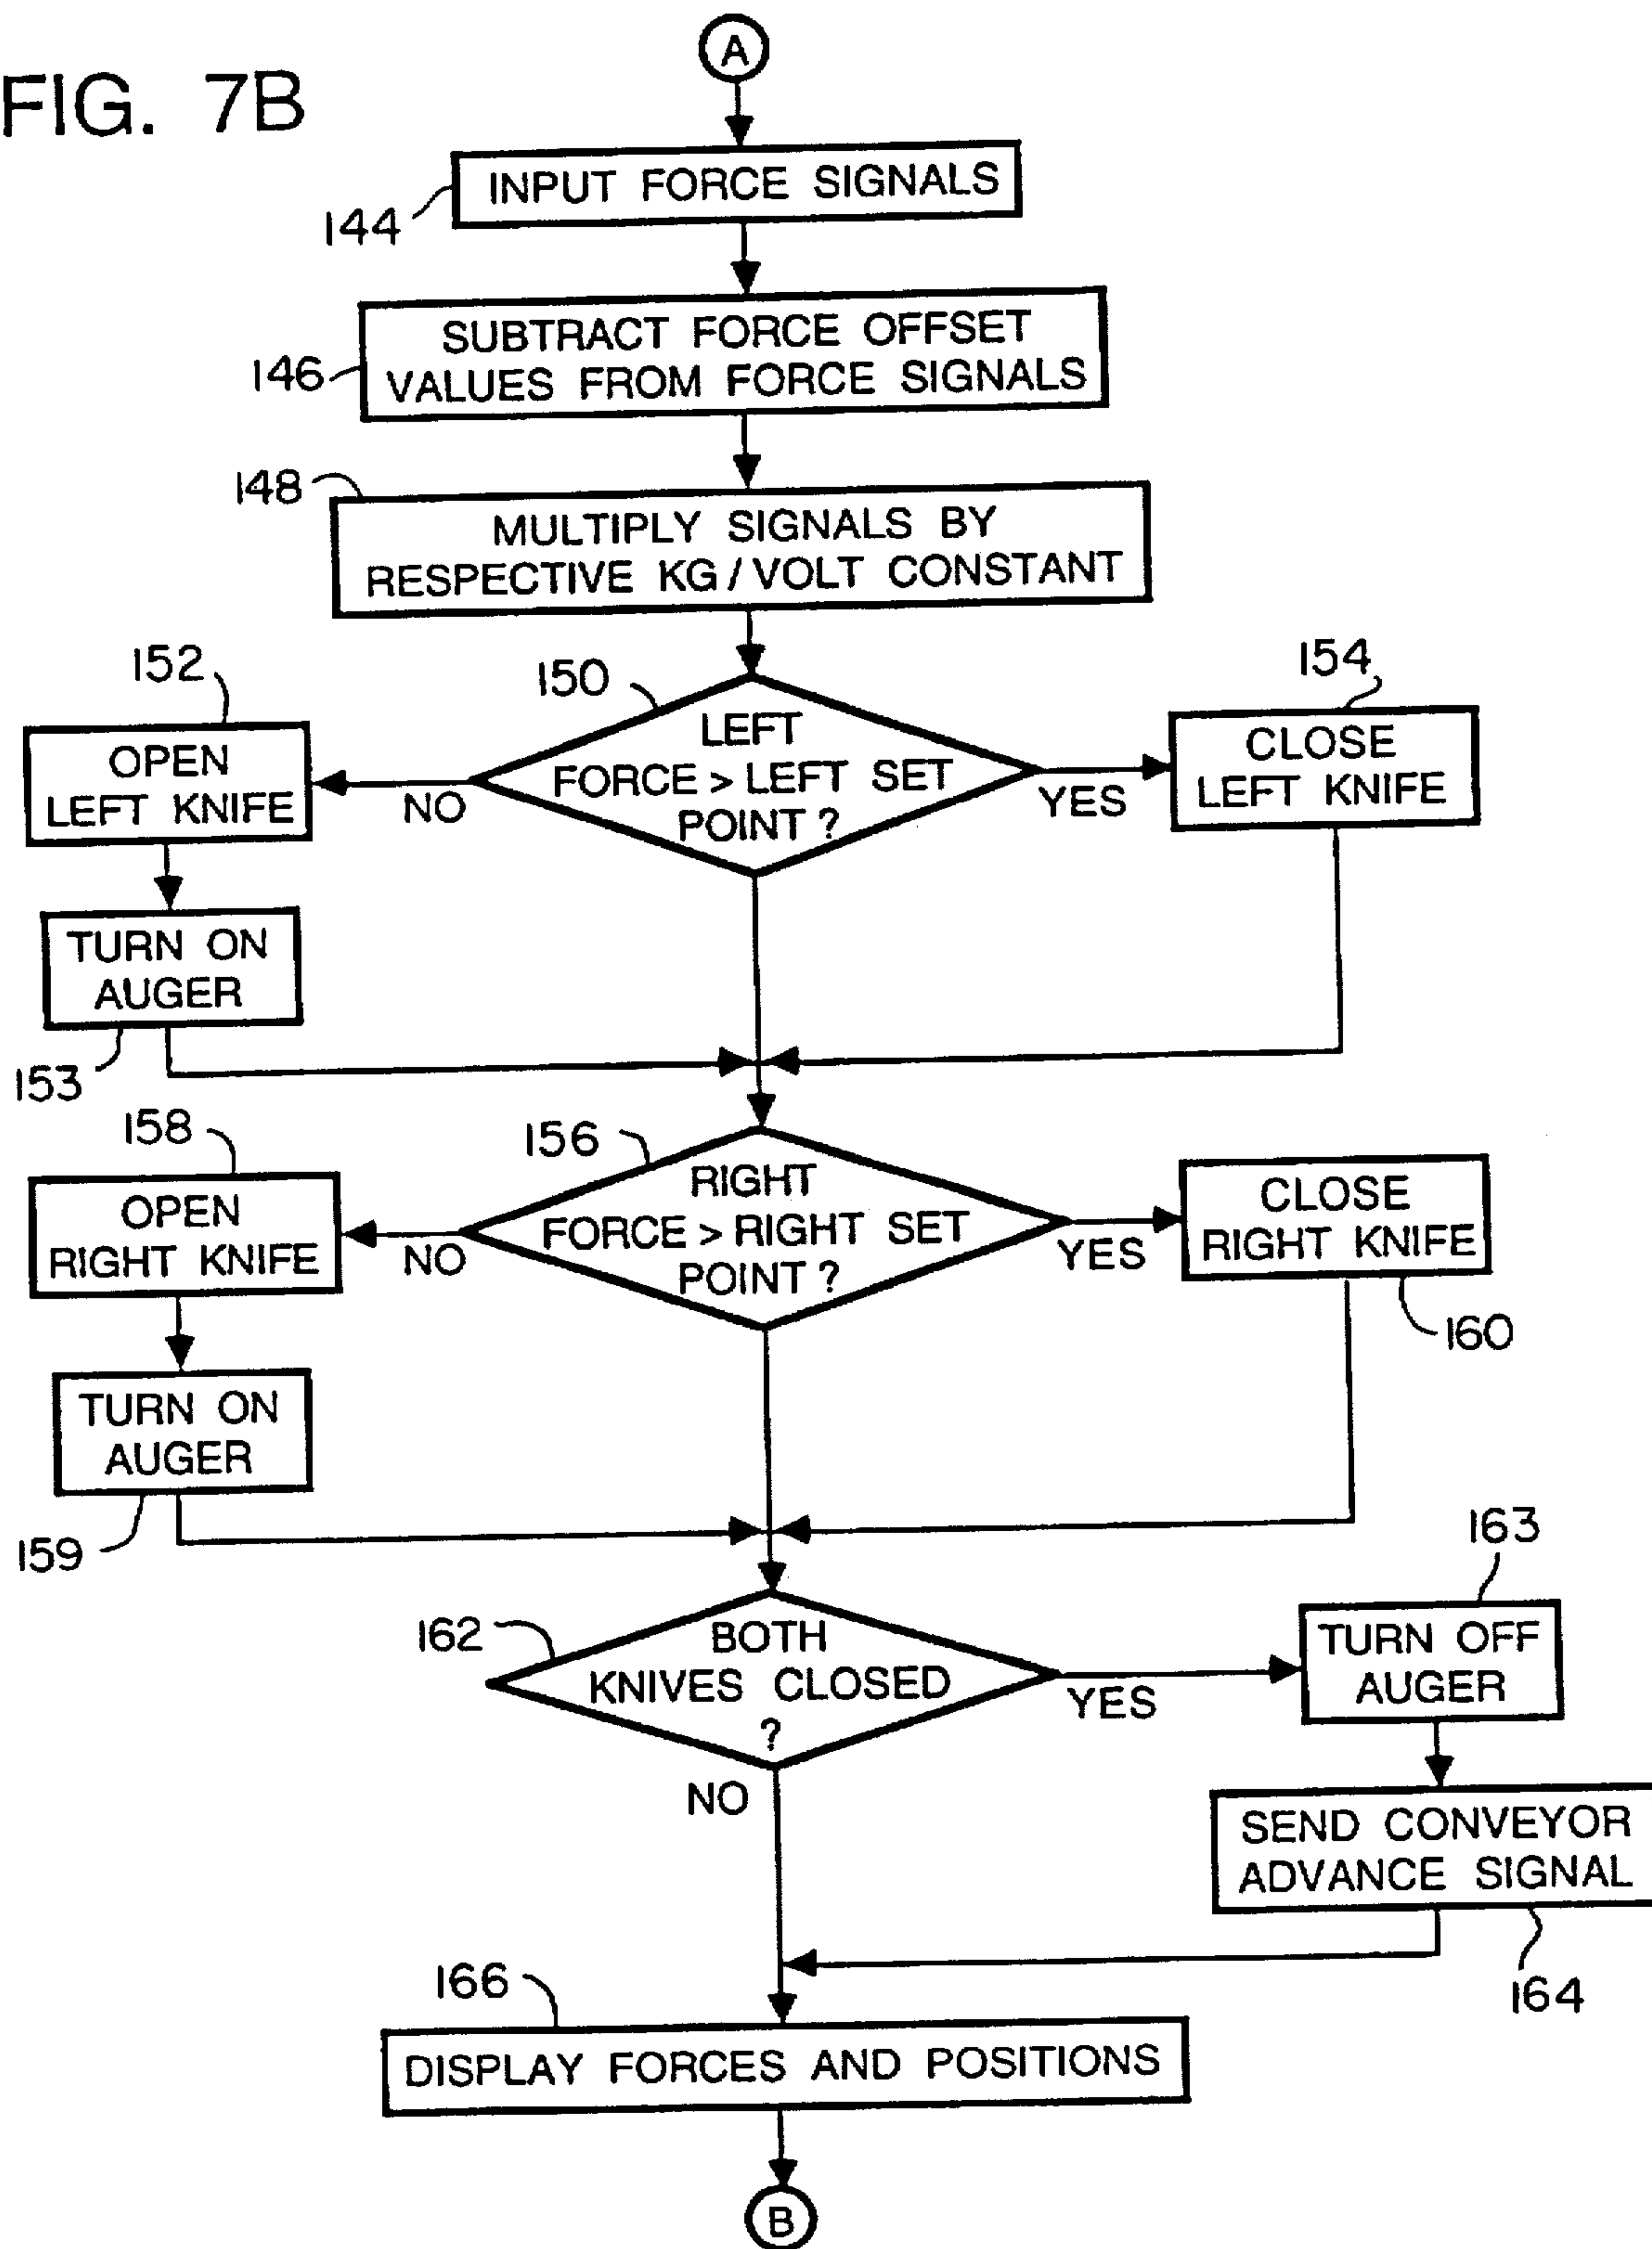 FIG. 7B
A
INPUT FORCE SIGNALS
144
SUBTRACT FORCE OFFSET
VALUES FROM FORCE SIGNALS
146
148
MULTIPLY SIGNALS BY
RESPECTIVE KG/VOLT CONSTANT
152
150
154
OPEN
LEFT KNIFE
NO
LEFT
FORCE > LEFT SET
POINT ?
YES
CLOSE
LEFT KNIFE
TURN ON
AUGER
153
158
156
OPEN
RIGHT KNIFE
NO
RIGHT
FORCE > RIGHT SET
POINT ?
YES
CLOSE
RIGHT KNIFE
160
TURN ON
AUGER
159
163
162
BOTH
KNIVES CLOSED
?
YES
TURN OFF
AUGER
NO
SEND CONVEYOR
ADVANCE SIGNAL
164
166
DISPLAY FORCES AND POSITIONS
B